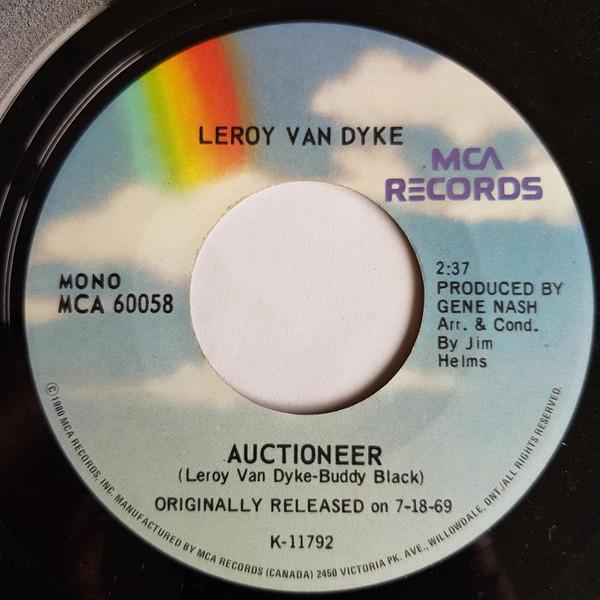 LEROY VAN DYKE
MCA
RECORDS
MONO
MCA 60058
2:37
PRODUCED BY
GENE NASH
Arr. & Cond.
By Jim
Helms
AUCTIONEER
(Leroy Van Dyke-Buddy Black)
ORIGINALLY RELEASED on 7-18-69
K-11792
© 1980 MCA RECORDS, INC. MANUFACTURED BY MCA RECORDS (CANADA) 2450 VICTORIA PK. AVE., WILLOWDALE, ONT./ALL RIGHTS RESERVED.